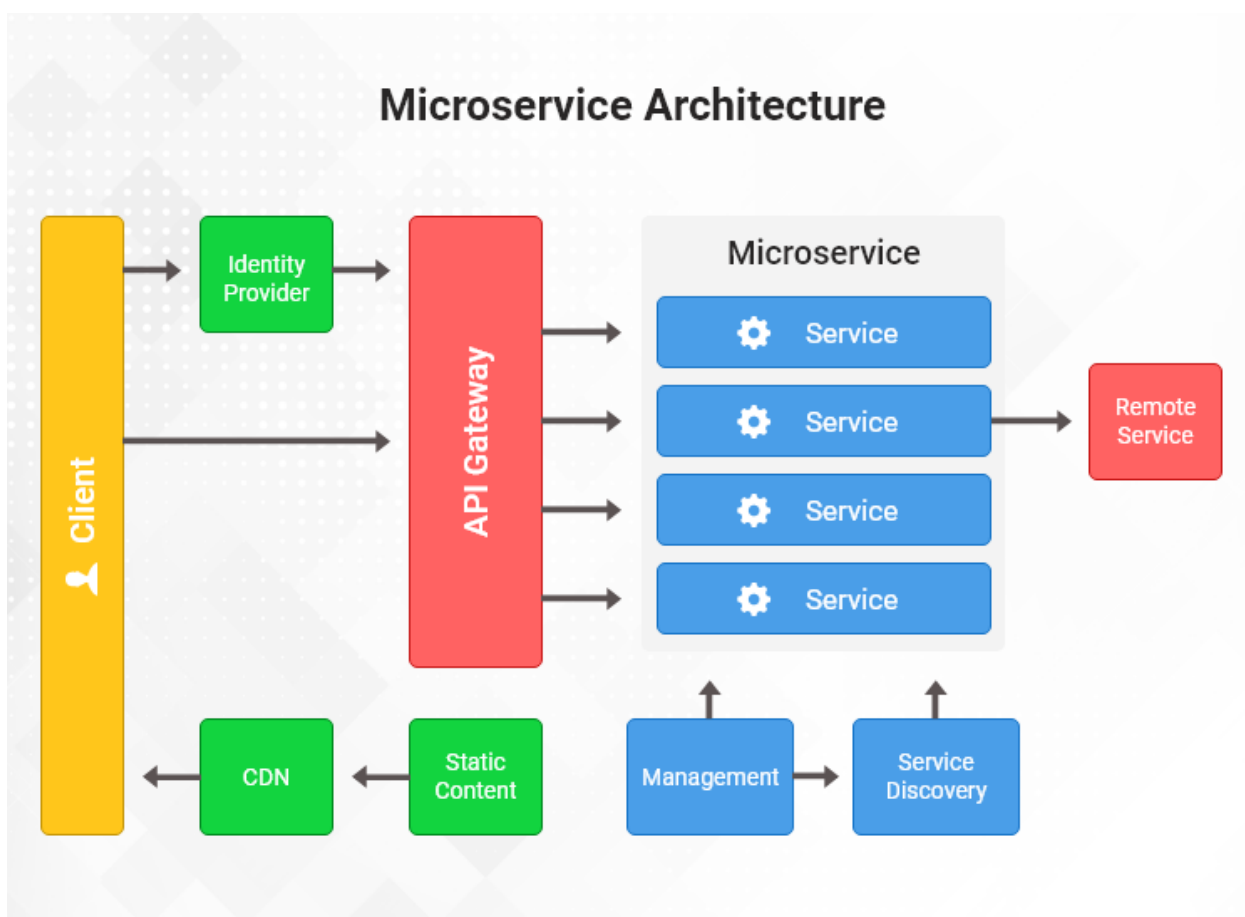 Microservice Architecture
Client
Identity
Provider
API Gateway
Microservice
Service
Service
Service
Service
Remote
Service
CDN
Static
Content
Management
Service
Discovery